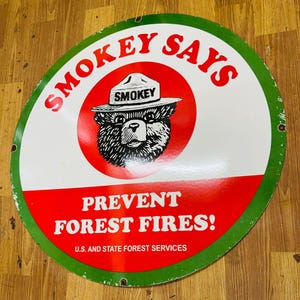 SMOKEY SAYS
SMOKEY
PREVENT
FOREST FIRES!
U.S. AND STATE FOREST SERVICES